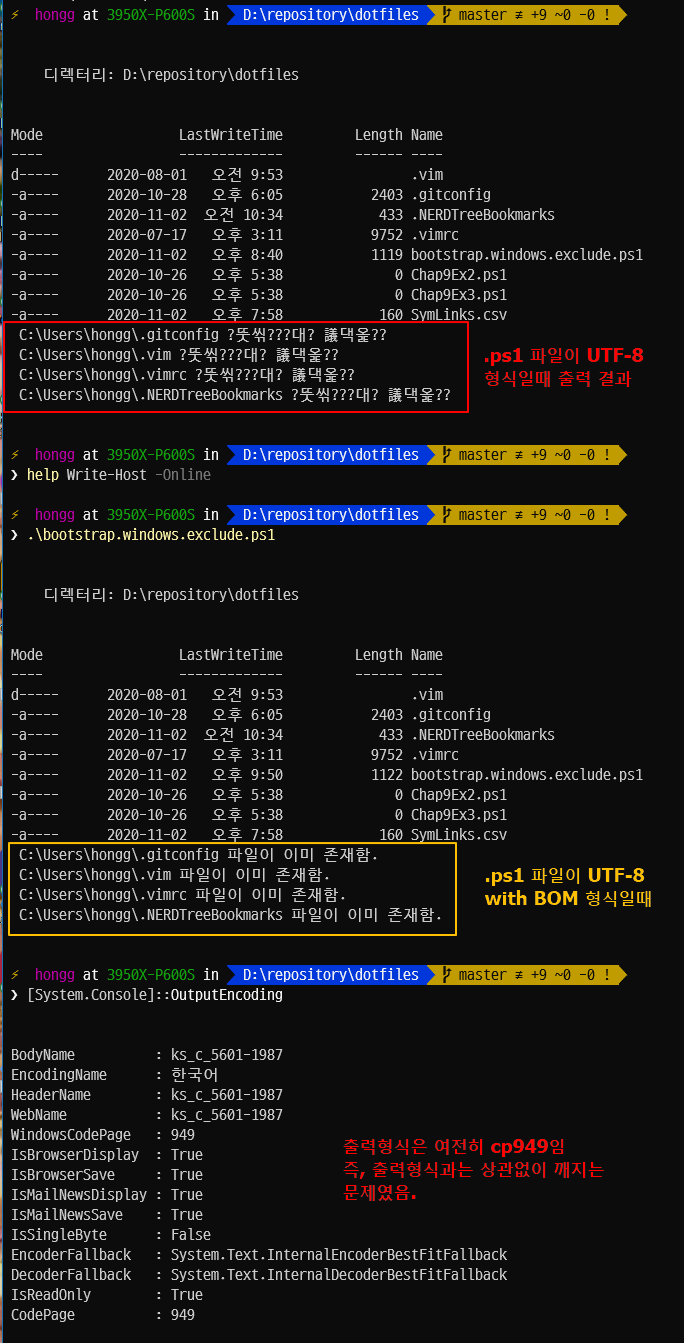 ⚡ hongg at 3950X-P600S in D:\repository\dotfiles master ≢ +9 ~0 -0 !
디렉터리: D:\repository\dotfiles
Mode LastWriteTime Length Name
---- ------------- ------ ----
d----- 2020-08-01 오전 9:53 .vim
-a---- 2020-10-28 오후 6:05 2403 .gitconfig
-a---- 2020-11-02 오전 10:34 433 .NERDTreeBookmarks
-a---- 2020-07-17 오후 3:11 9752 .vimrc
-a---- 2020-11-02 오후 8:40 1119 bootstrap.windows.exclude.ps1
-a---- 2020-10-26 오후 5:38 0 Chap9Ex2.ps1
-a---- 2020-10-26 오후 5:38 0 Chap9Ex3.ps1
-a---- 2020-11-02 오후 7:58 160 SymLinks.csv
C:\Users\hongg\.gitconfig ?뚯씪???대? 議댁옱??
C:\Users\hongg\.vim ?뚯씪???대? 議댁옱??
C:\Users\hongg\.vimrc ?뚯씪???대? 議댁옱??
C:\Users\hongg\.NERDTreeBookmarks ?뚯씪???대? 議댁옱??
.ps1 파일이 UTF-8
형식일때 출력 결과
⚡ hongg at 3950X-P600S in D:\repository\dotfiles master ≢ +9 ~0 -0 !
❯ help Write-Host -Online
⚡ hongg at 3950X-P600S in D:\repository\dotfiles master ≢ +9 ~0 -0 !
❯ .\bootstrap.windows.exclude.ps1
디렉터리: D:\repository\dotfiles
Mode LastWriteTime Length Name
---- ------------- ------ ----
d----- 2020-08-01 오전 9:53 .vim
-a---- 2020-10-28 오후 6:05 2403 .gitconfig
-a---- 2020-11-02 오전 10:34 433 .NERDTreeBookmarks
-a---- 2020-07-17 오후 3:11 9752 .vimrc
-a---- 2020-11-02 오후 9:50 1122 bootstrap.windows.exclude.ps1
-a---- 2020-10-26 오후 5:38 0 Chap9Ex2.ps1
-a---- 2020-10-26 오후 5:38 0 Chap9Ex3.ps1
-a---- 2020-11-02 오후 7:58 160 SymLinks.csv
C:\Users\hongg\.gitconfig 파일이 이미 존재함.
C:\Users\hongg\.vim 파일이 이미 존재함.
C:\Users\hongg\.vimrc 파일이 이미 존재함.
C:\Users\hongg\.NERDTreeBookmarks 파일이 이미 존재함.
.ps1 파일이 UTF-8
with BOM 형식일때
⚡ hongg at 3950X-P600S in D:\repository\dotfiles master ≢ +9 ~0 -0 !
❯ [System.Console]::OutputEncoding
BodyName : ks_c_5601-1987
EncodingName : 한국어
HeaderName : ks_c_5601-1987
WebName : ks_c_5601-1987
WindowsCodePage : 949
IsBrowserDisplay : True
IsBrowserSave : True
IsMailNewsDisplay : True
IsMailNewsSave : True
IsSingleByte : False
EncoderFallback : System.Text.InternalEncoderBestFitFallback
DecoderFallback : System.Text.InternalDecoderBestFitFallback
IsReadOnly : True
CodePage : 949
출력형식은 여전히 cp949임
즉, 출력형식과는 상관없이 깨지는
문제였음.